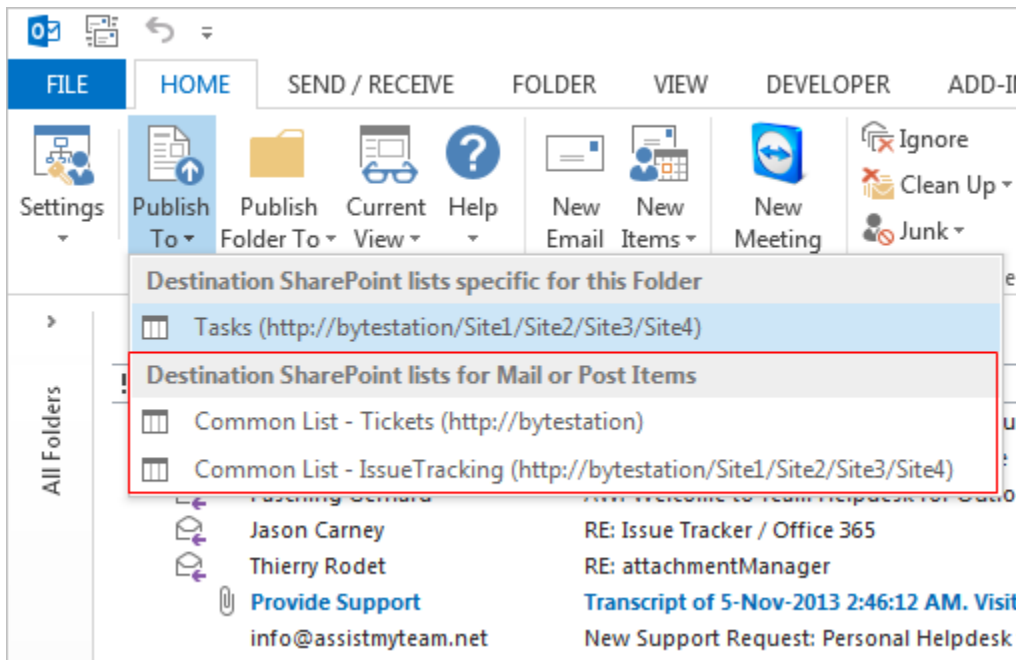 FILE HOME SEND / RECEIVE FOLDER VIEW DEVELOPER
Settings
Publish To
Publish Folder To
Current View
Help
New Email
New Items
New Meeting
Ignore
Clean Up
Junk
Destination SharePoint lists specific for this Folder
Tasks (http://bytestation/Site1/Site2/Site3/Site4)
Destination SharePoint lists for Mail or Post Items
Common List - Tickets (http://bytestation)
Common List - IssueTracking (http://bytestation/Site1/Site2/Site3/Site4)
All Folders
Jason Carney RE: Issue Tracker / Office 365
Thierry Rodet RE: attachmentManager
Provide Support Transcript of 5-Nov-2013 2:46:12 AM. Visit
info@assistmyteam.net New Support Request: Personal Helpdesk